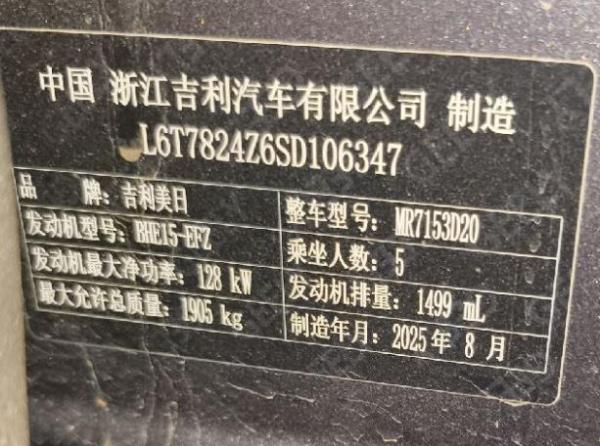 中国 浙江吉利汽车有限公司 制造
L6T7824Z6SD106347
品 牌: 吉利美日
整车型号: MR7153D20
发动机型号: BHE15-EFZ
乘坐人数: 5
发动机最大净功率: 128 kW
发动机排量: 1499 mL
最大允许总质量: 1905 kg
制造年月: 2025年 8 月